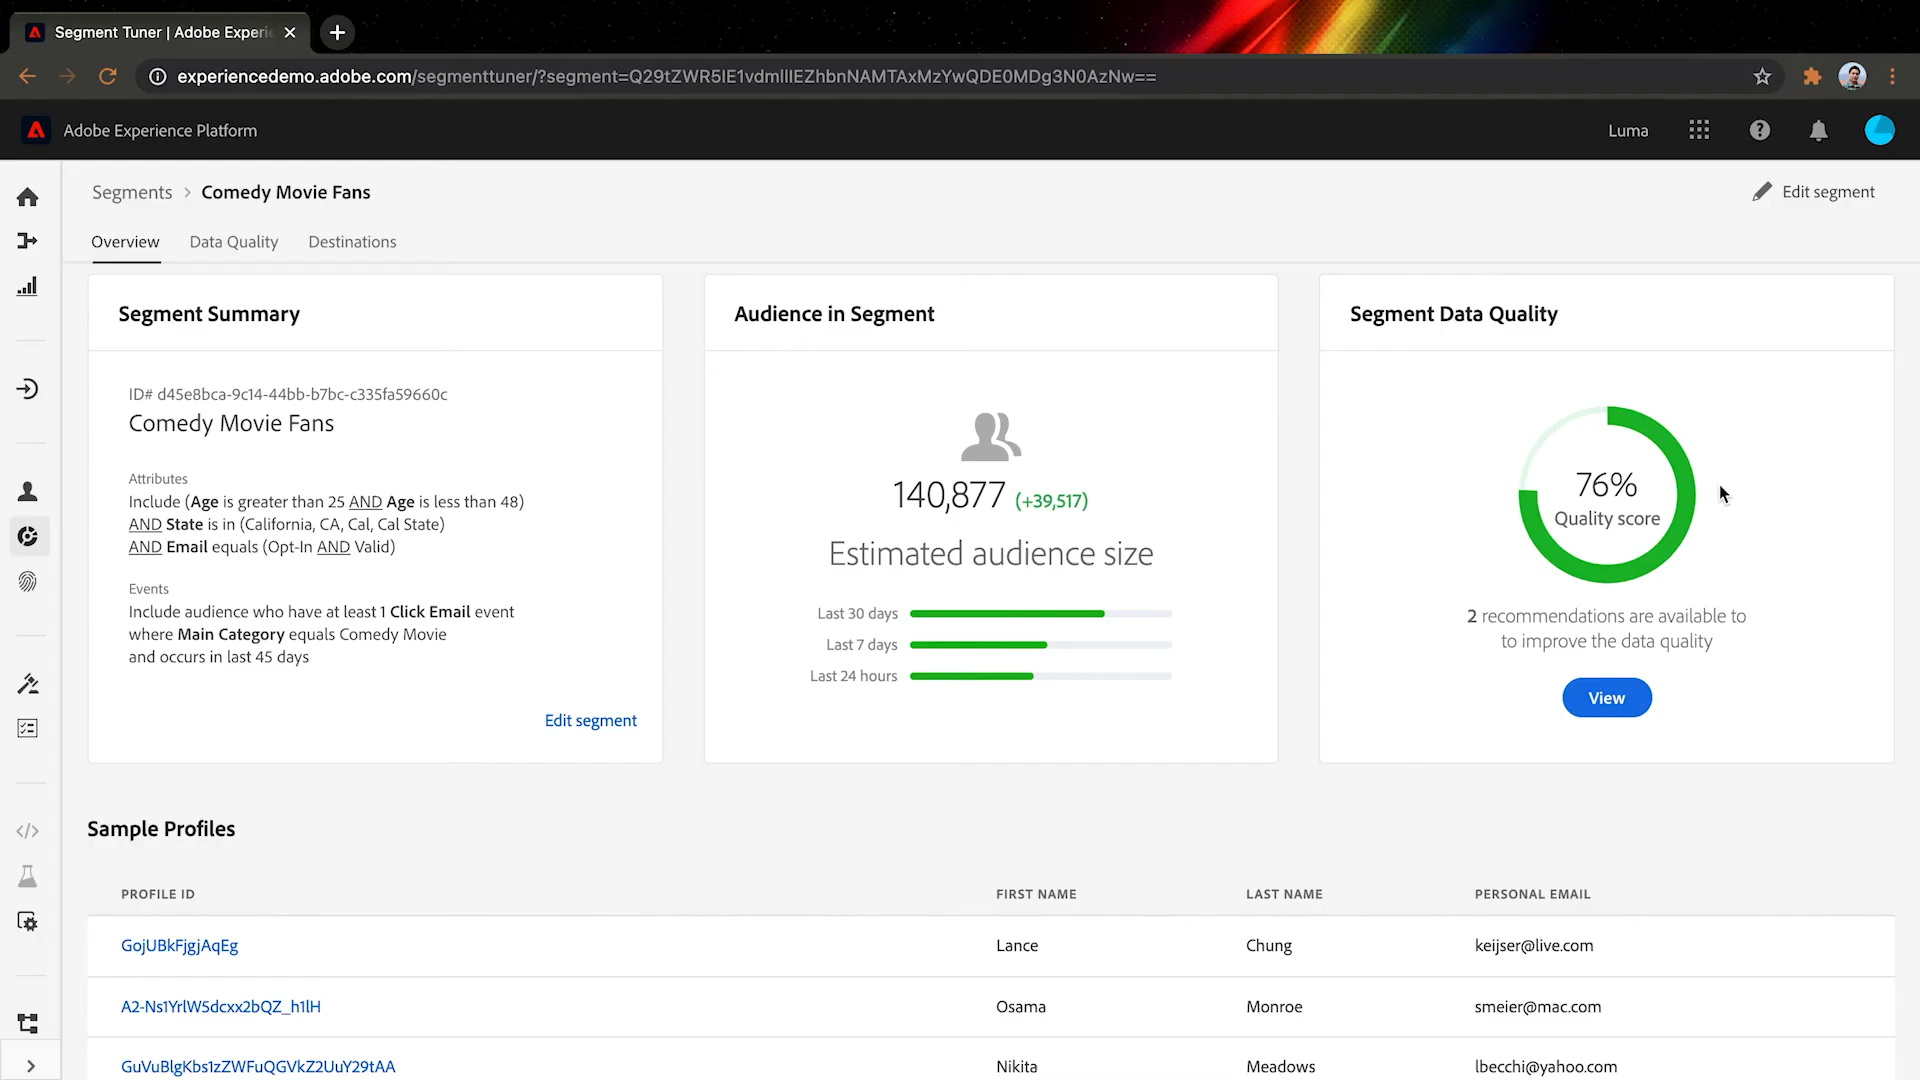 Segment Tuner | Adobe Experie
experiencedemo.adobe.com/segmenttuner/?segment=Q29tZWR5IE1vdmllIEZhbnNAMTAxMzYwQDE0MDg3N0AzNw==
Adobe Experience Platform
Luma
Segments > Comedy Movie Fans
Edit segment
Overview
Data Quality
Destinations
Segment Summary
ID# d45e8bca-9c14-44bb-b7bc-c335fa59660c
Comedy Movie Fans
Attributes
Include (Age is greater than 25 AND Age is less than 48)
AND State is in (California, CA, Cal, Cal State)
AND Email equals (Opt-In AND Valid)
Events
Include audience who have at least 1 Click Email event
where Main Category equals Comedy Movie
and occurs in last 45 days
Edit segment
Audience in Segment
140,877 (+39,517)
Estimated audience size
Last 30 days
Last 7 days
Last 24 hours
Segment Data Quality
76%
Quality score
2 recommendations are available to
to improve the data quality
View
Sample Profiles
PROFILE ID FIRST NAME LAST NAME PERSONAL EMAIL
GojUBkFjgjAqEg Lance Chung keijser@live.com
A2-Ns1YrlW5dcxx2bQZ_h1lH Osama Monroe smeier@mac.com
GuVuBlgKbs1zZWFuQGVkZ2UuY29tAA Nikita Meadows lbecchi@yahoo.com